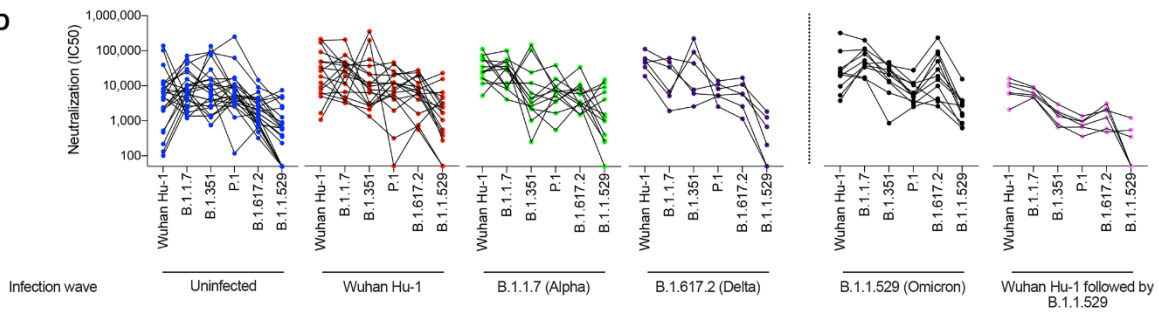 Neutralization (IC50)
1,000,000
100,000
10,000
1,000
100
Wuhan Hu-1
B.1.1.7
B.1.351
P.1
B.1.617.2
B.1.1.529
Wuhan Hu-1
B.1.1.7
B.1.351
P.1
B.1.617.2
B.1.1.529
Wuhan Hu-1
B.1.1.7
B.1.351
P.1
B.1.617.2
B.1.1.529
Wuhan Hu-1
B.1.1.7
B.1.351
P.1
B.1.617.2
B.1.1.529
Wuhan Hu-1
B.1.1.7
B.1.351
P.1
B.1.617.2
B.1.1.529
Wuhan Hu-1
B.1.1.7
B.1.351
P.1
B.1.617.2
B.1.1.529
Infection wave
Uninfected
Wuhan Hu-1
B.1.1.7 (Alpha)
B.1.617.2 (Delta)
B.1.1.529 (Omicron)
Wuhan Hu-1 followed by
B.1.1.529